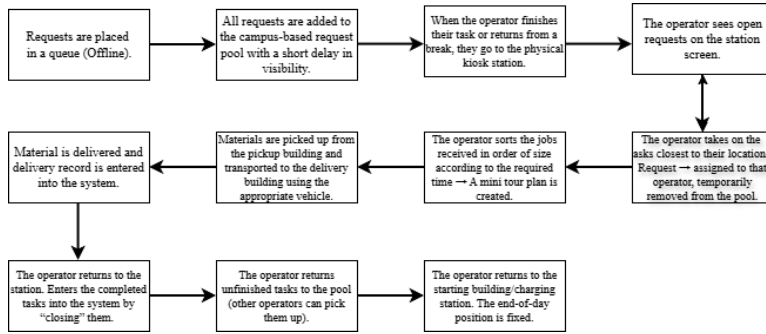 Requests are placed
in a queue (Offline).
All requests are added to
the campus-based request
pool with a short delay in
visibility.
When the operator finishes
their task or returns from a
break, they go to the physical
kiosk station.
The operator sees open
requests on the station
screen.
The operator takes on the
tasks closest to their location
Request → assigned to that
operator, temporarily
removed from the pool.
The operator sorts the jobs
received in order of size
according to the required
time → A mini tour plan is
created.
Materials are picked up from
the pickup building and
transported to the delivery
building using the
appropriate vehicle.
Material is delivered and
delivery record is entered
into the system.
The operator returns to the
station. Enters the completed
tasks into the system by
“closing” them.
The operator returns
unfinished tasks to the pool
(other operators can pick
them up).
The operator returns to the
starting building/charging
station. The end-of-day
position is fixed.